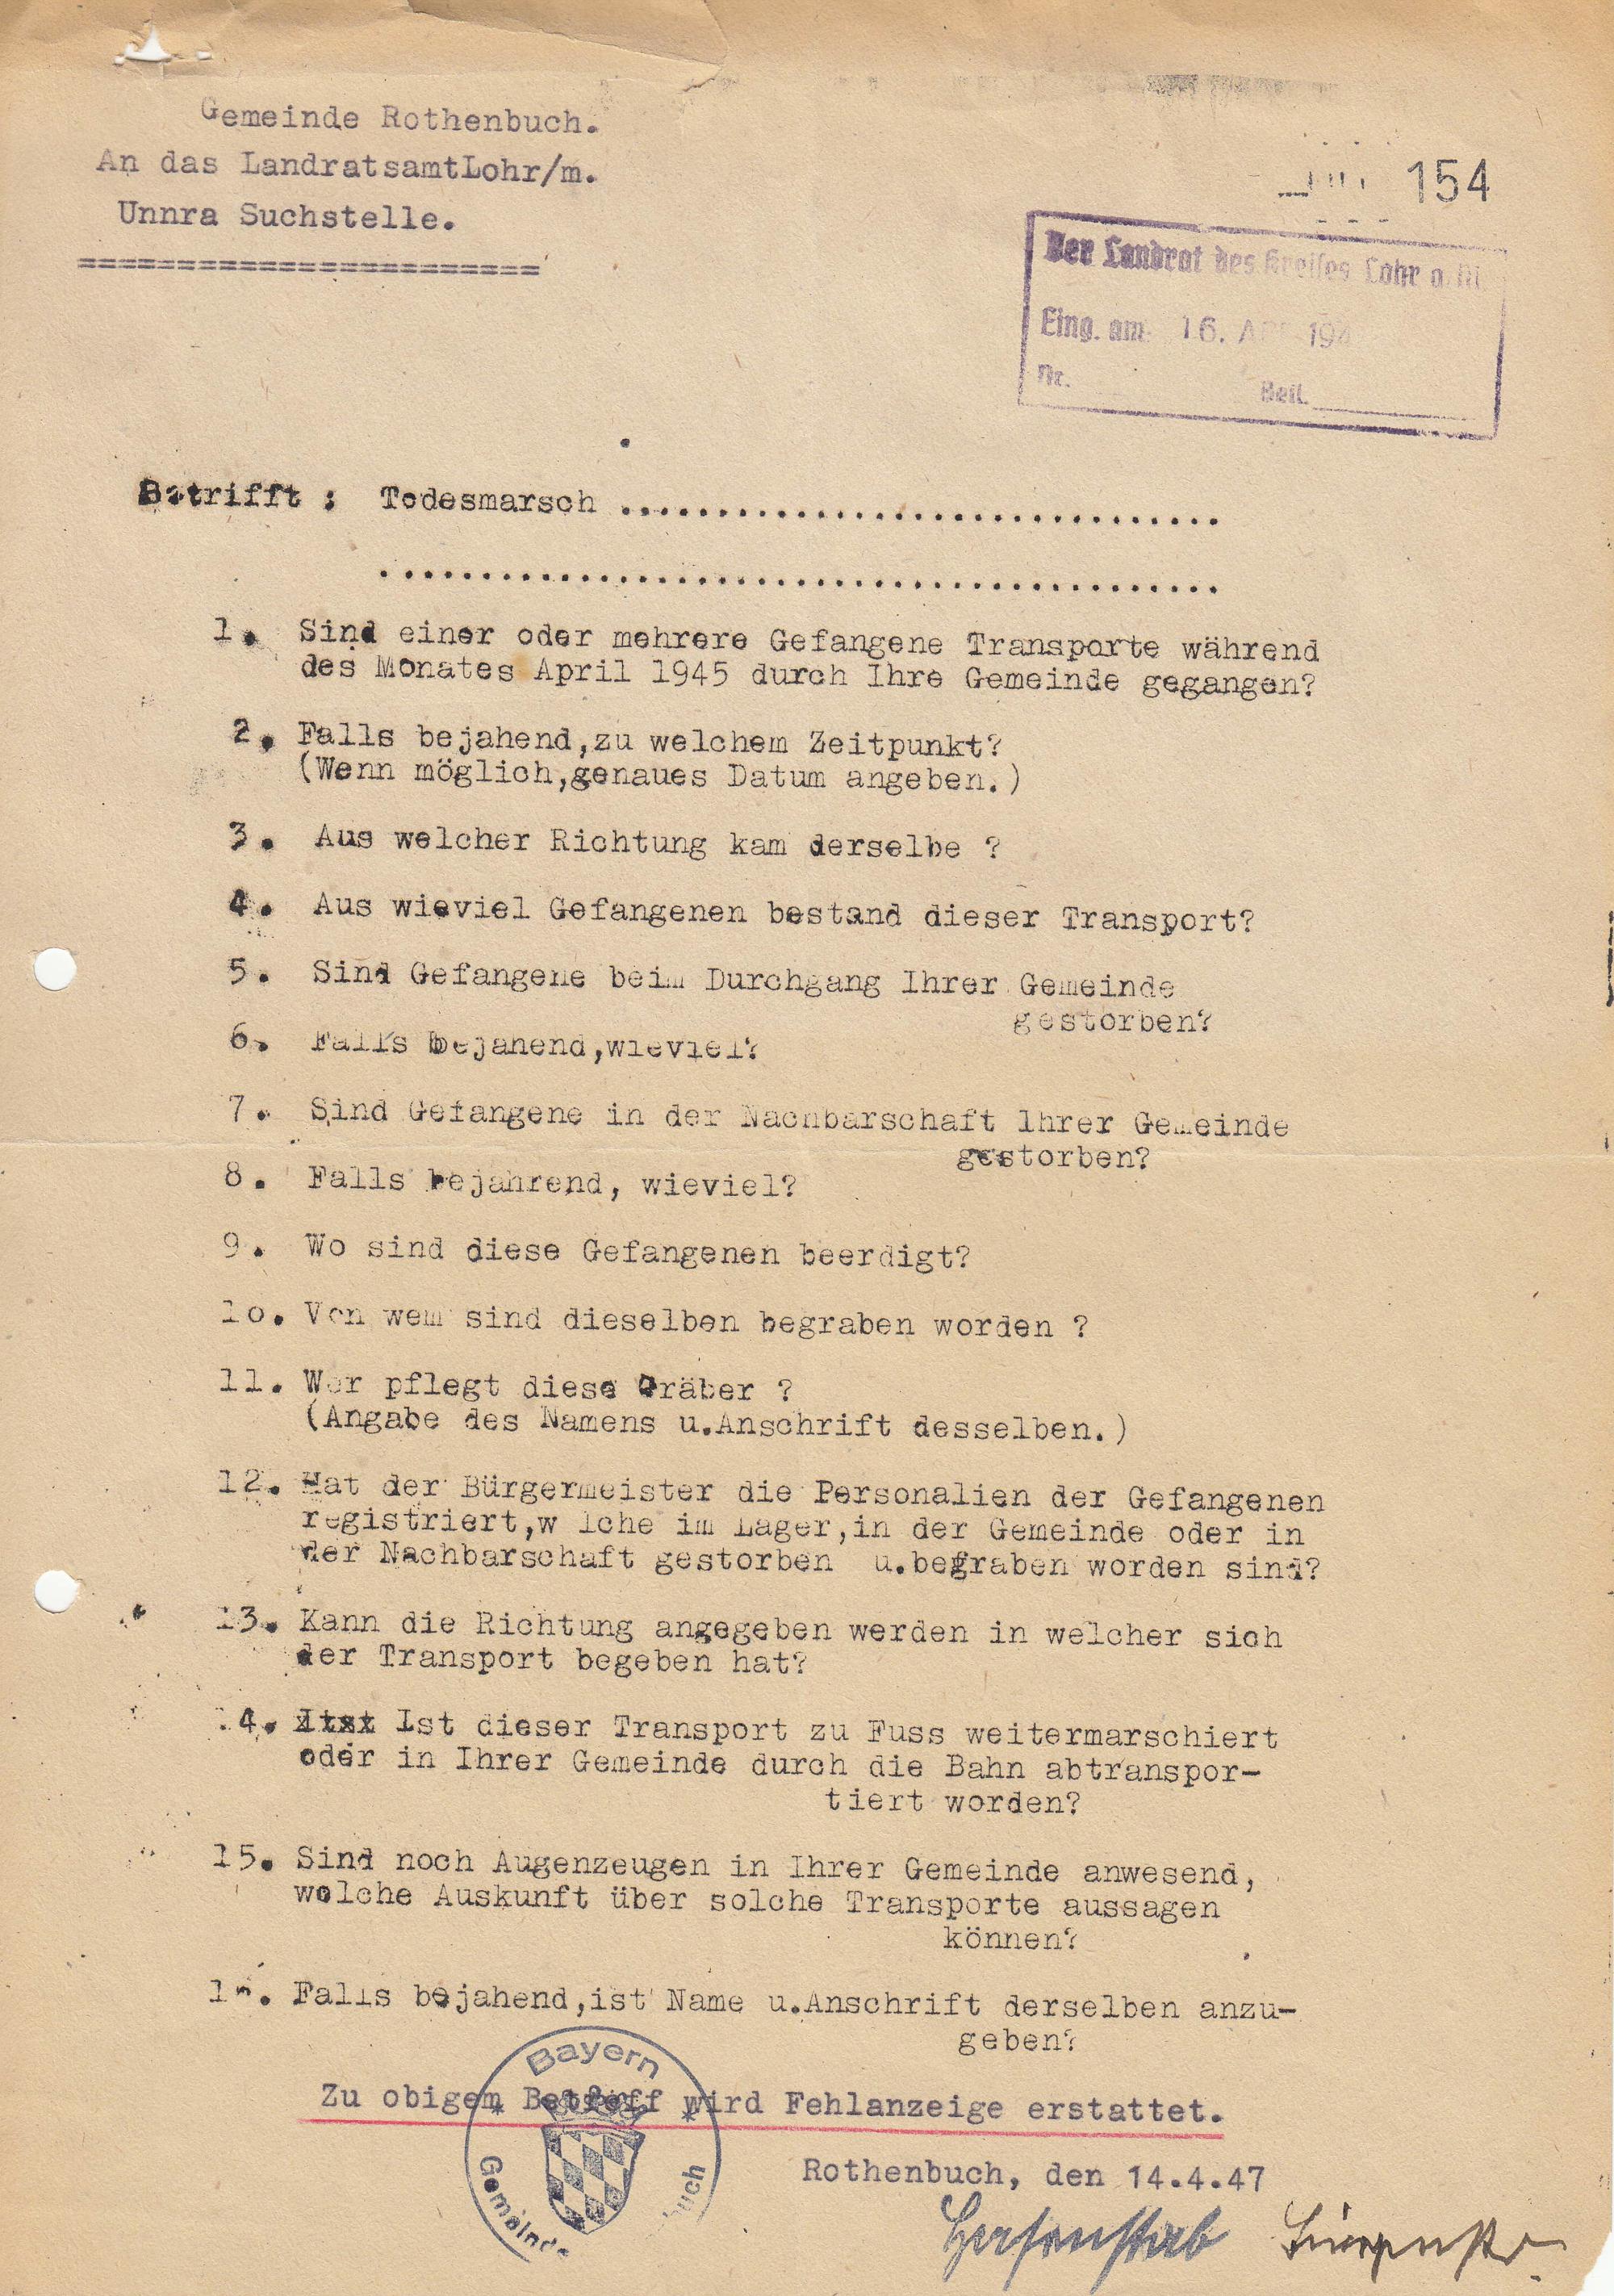 Gemeinde Rothenbuch.
An das LandratsamtLohr/m.
Unnra Suchstelle.
=======================
154
Der Landrat des Kreises Lohr a. M.
Eing. am 16. APR 194
Nr. Beil.
Betrifft : Todesmarsch ...............................
...........................................
1. Sind einer oder mehrere Gefangene Transporte während
des Monates April 1945 durch Ihre Gemeinde gegangen?
2. Falls bejahend,zu welchem Zeitpunkt?
(Wenn möglich,genaues Datum angeben.)
3. Aus welcher Richtung kam derselbe ?
4. Aus wieviel Gefangenen bestand dieser Transport?
5. Sind Gefangene beim Durchgang Ihrer Gemeinde
gestorben?
6. Falls bejahend,wieviel?
7. Sind Gefangene in der Nachbarschaft Ihrer Gemeinde
gestorben?
8. Falls bejahrend, wieviel?
9. Wo sind diese Gefangenen beerdigt?
1o. Von wem sind dieselben begraben worden ?
11. Wer pflegt diese Gräber ?
(Angabe des Namens u.Anschrift desselben.)
12. Hat der Bürgermeister die Personalien der Gefangenen
registriert,w lche im Lager,in der Gemeinde oder in
der Nachbarschaft gestorben u.begraben worden sind?
13. Kann die Richtung angegeben werden in welcher sich
der Transport begeben hat?
14. Ist dieser Transport zu Fuss weitermarschiert
oder in Ihrer Gemeinde durch die Bahn abtranspor-
tiert worden?
15. Sind noch Augenzeugen in Ihrer Gemeinde anwesend,
welche Auskunft über solche Transporte aussagen
können?
16. Falls bejahend,ist Name u.Anschrift derselben anzu-
geben?
Bayern
Zu obigem Betreff wird Fehlanzeige erstattet.
Gemeinde
Rothenbuch, den 14.4.47
Hasenstab